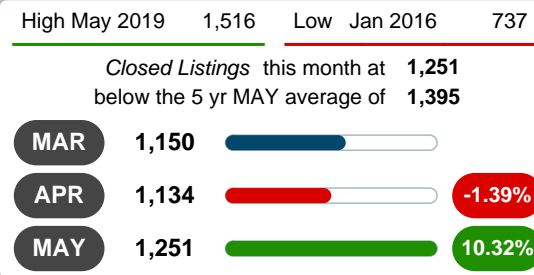 High May 2019 1,516 Low Jan 2016 737
Closed Listings this month at 1,251
below the 5 yr MAY average of 1,395
MAR 1,150
APR 1,134 -1.39%
MAY 1,251 10.32%